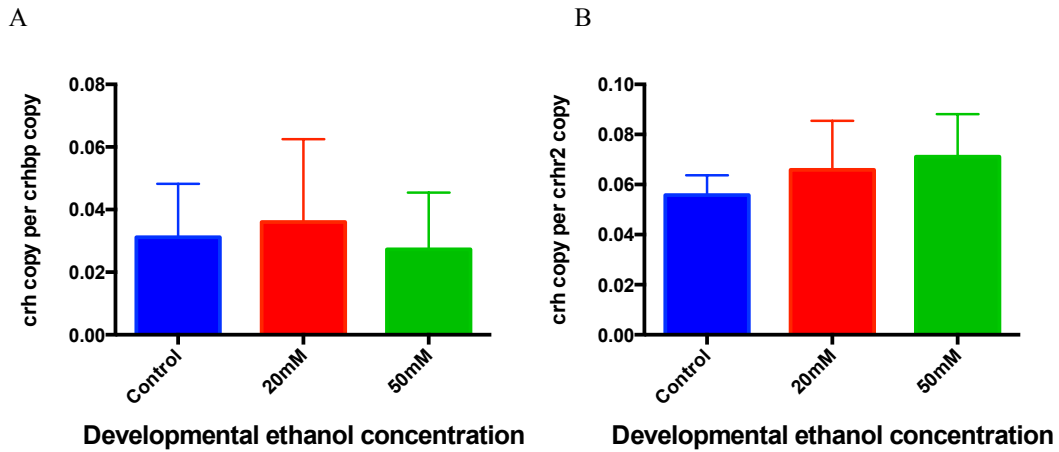 A
B
crh copy per crhbp copy
0.08
0.06
0.04
0.02
0.00
Control
20mM
50mM
Developmental ethanol concentration
crh copy per crhr2 copy
0.10
0.08
0.06
0.04
0.02
0.00
Control
20mM
50mM
Developmental ethanol concentration